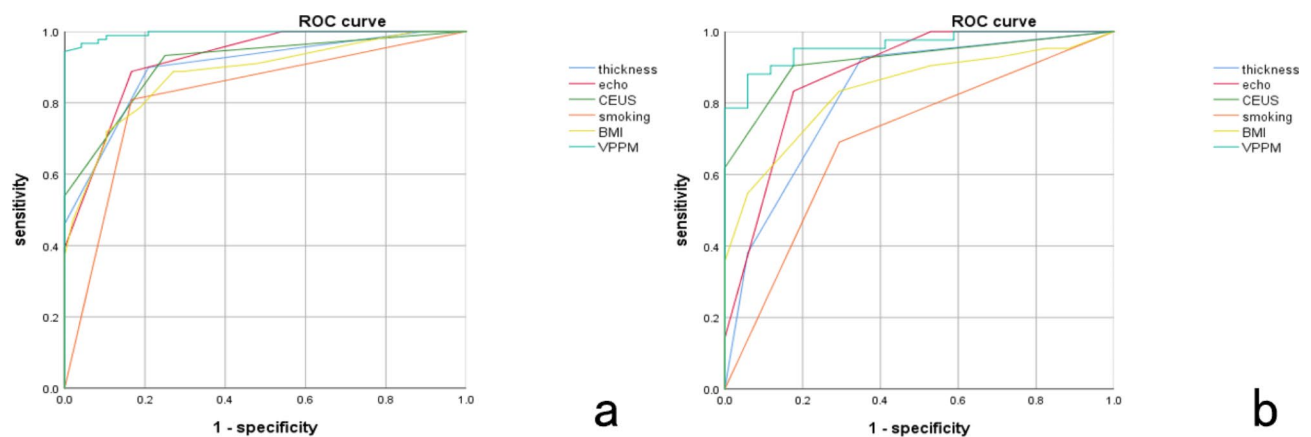 ROC curve
1.0
0.8
0.6
0.4
0.2
0.0
sensitivity
0.0 0.2 0.4 0.6 0.8 1.0
1 - specificity
thickness
echo
CEUS
smoking
BMI
VPPM
a
ROC curve
1.0
0.8
0.6
0.4
0.2
0.0
sensitivity
0.0 0.2 0.4 0.6 0.8 1.0
1 - specificity
thickness
echo
CEUS
smoking
BMI
VPPM
b